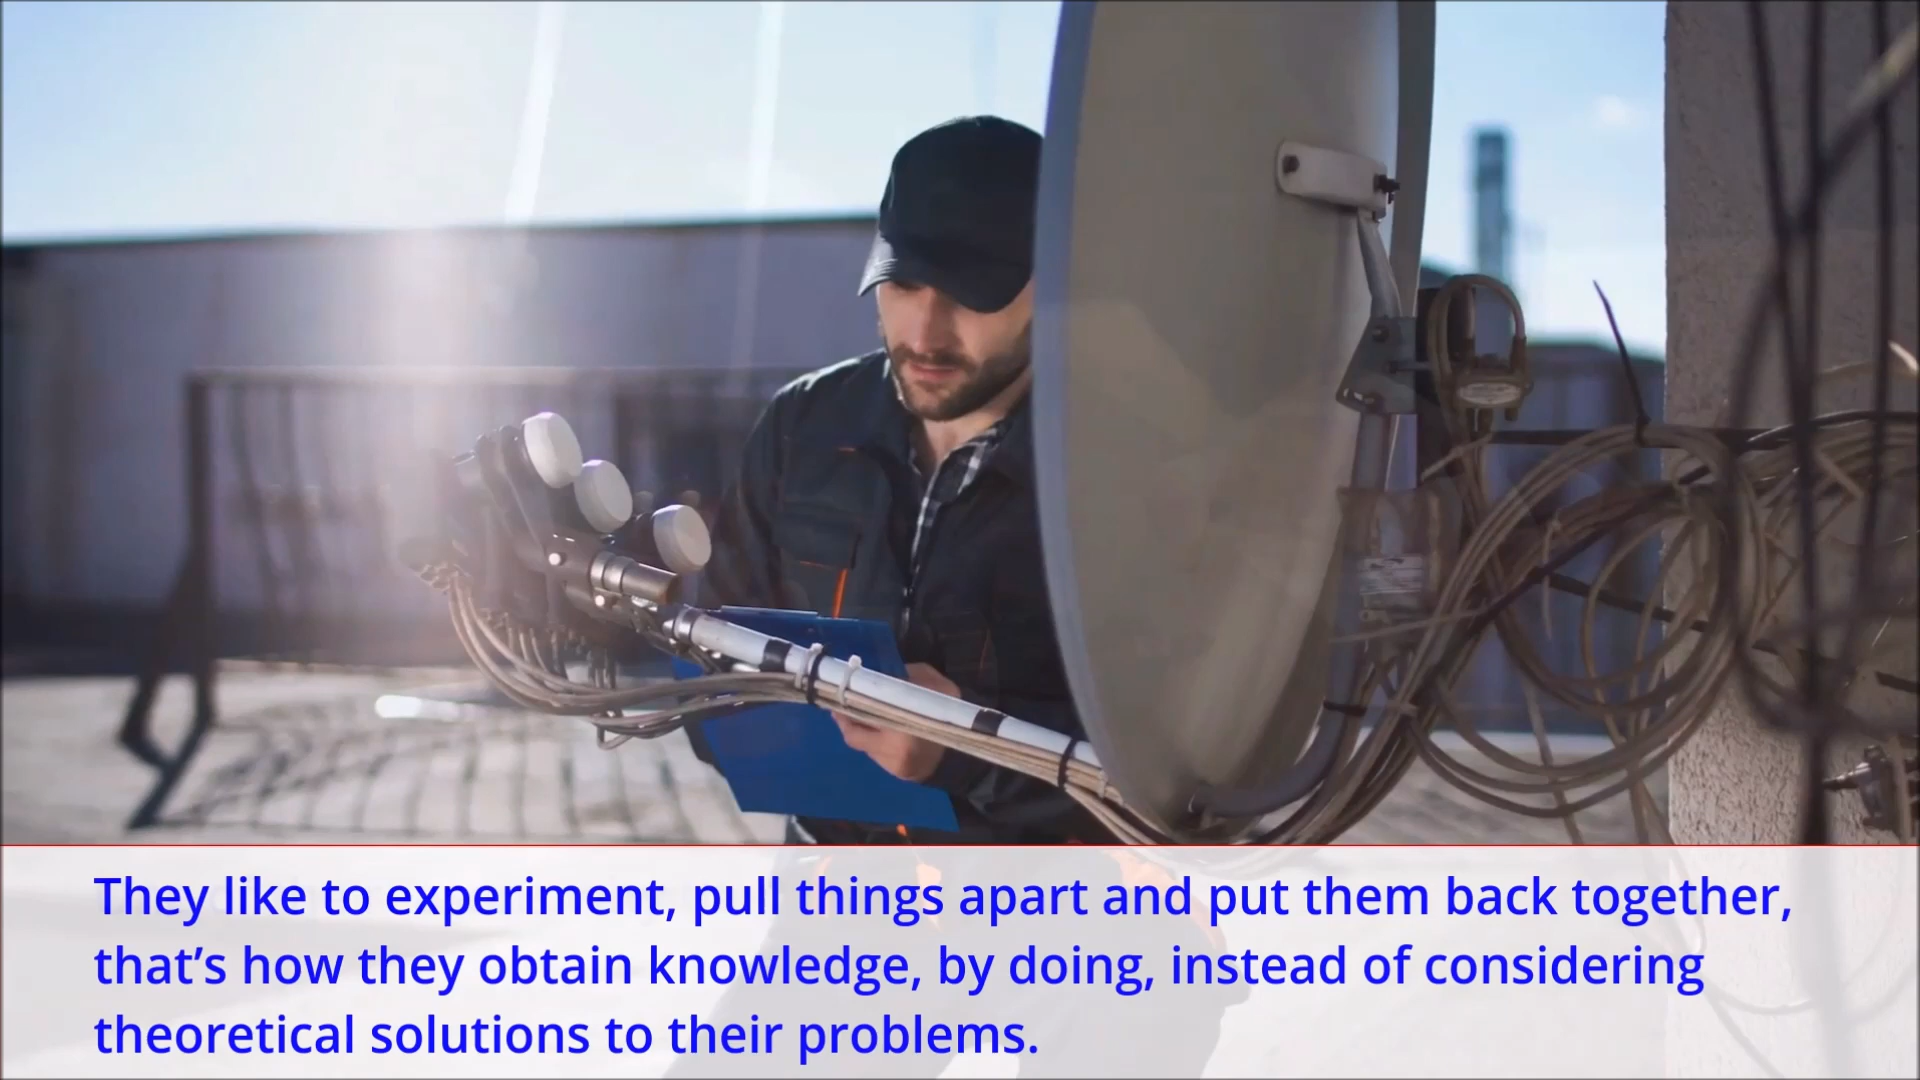 They like to experiment, pull things apart and put them back together,
that’s how they obtain knowledge, by doing, instead of considering
theoretical solutions to their problems.